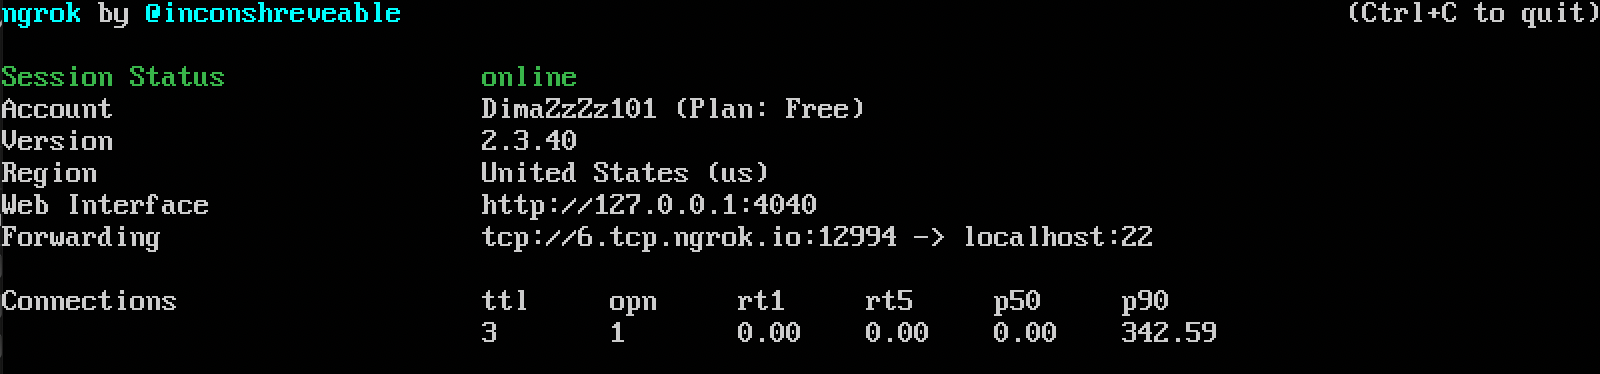 ngrok by @inconshreveable (Ctrl+C to quit)
Session Status online
Account DimaZzZz101 (Plan: Free)
Version 2.3.40
Region United States (us)
Web Interface http://127.0.0.1:4040
Forwarding tcp://6.tcp.ngrok.io:12994 -> localhost:22
Connections ttl opn rt1 rt5 p50 p90
3 1 0.00 0.00 0.00 342.59